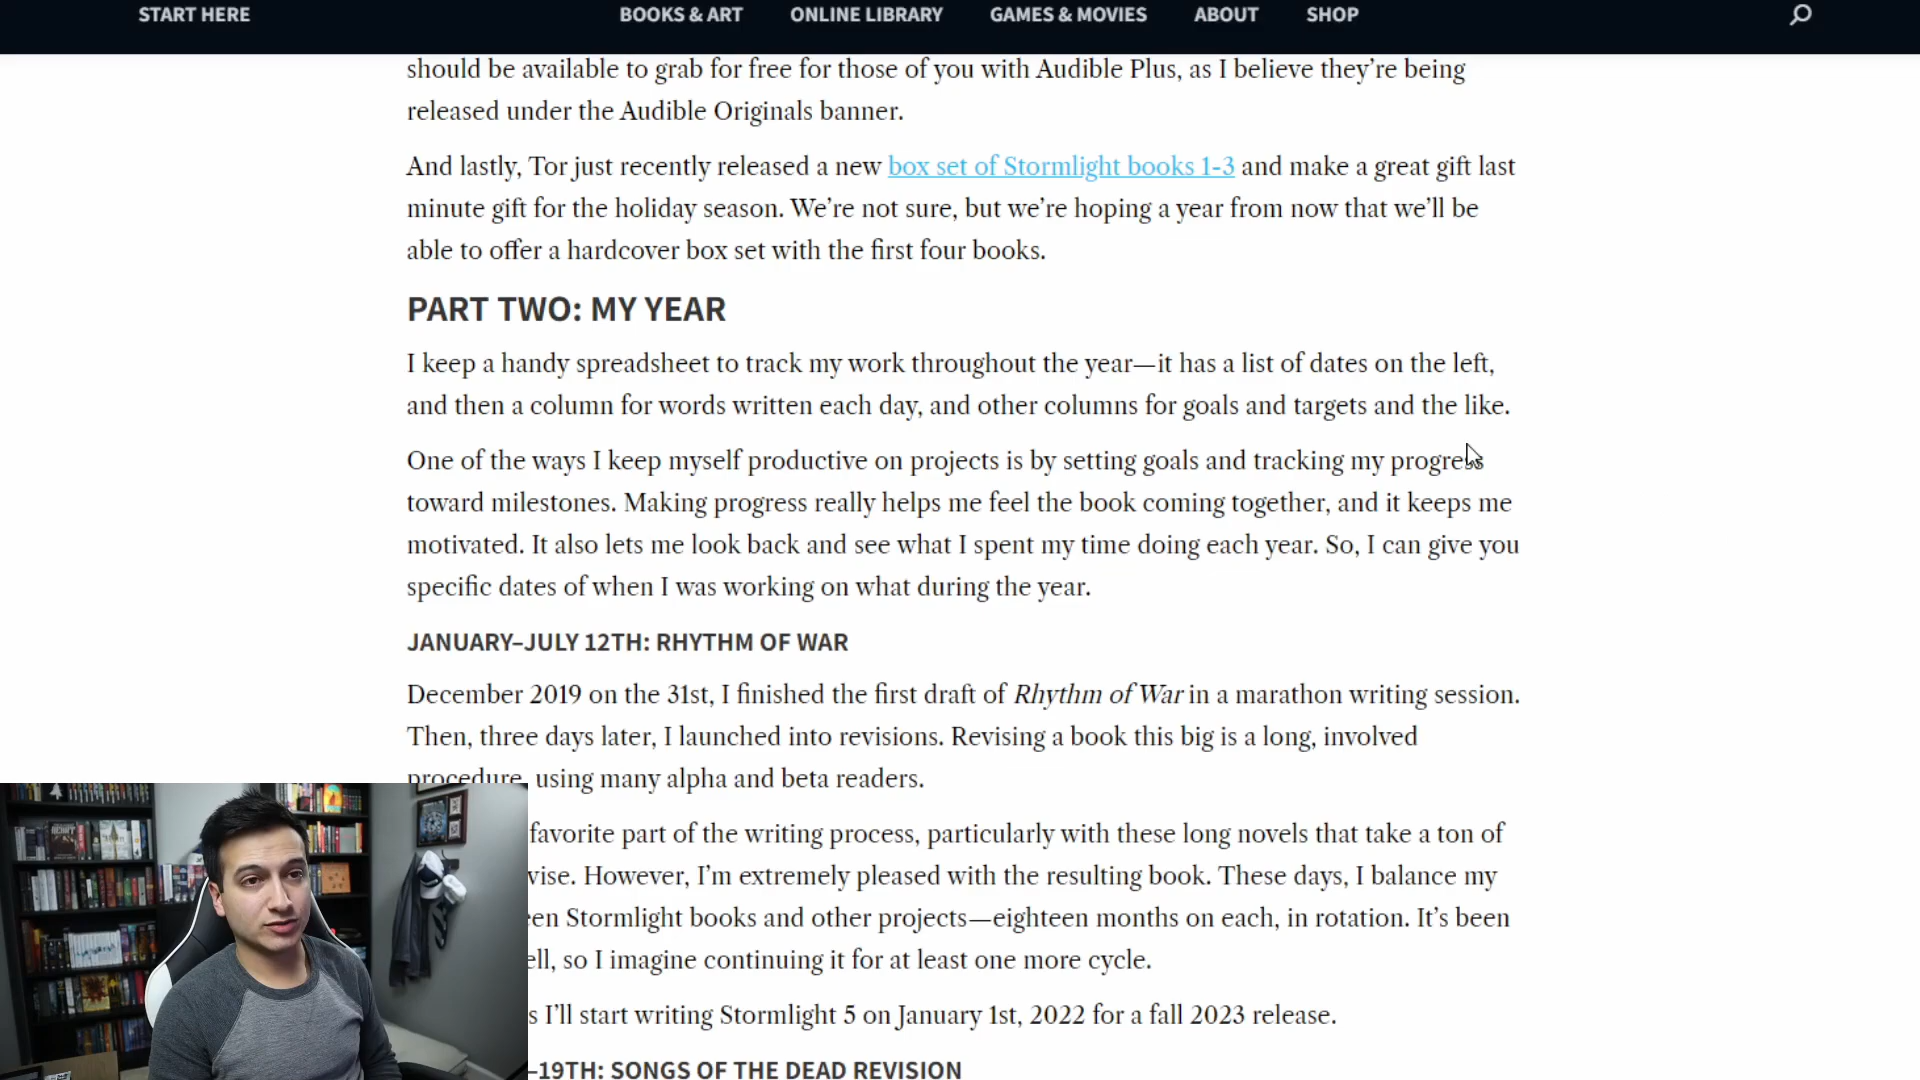 START HERE
BOOKS & ART
ONLINE LIBRARY
GAMES & MOVIES
ABOUT
SHOP
should be available to grab for free for those of you with Audible Plus, as I believe they’re being
released under the Audible Originals banner.
And lastly, Tor just recently released a new box set of Stormlight books 1-3 and make a great gift last
minute gift for the holiday season. We’re not sure, but we’re hoping a year from now that we’ll be
able to offer a hardcover box set with the first four books.
PART TWO: MY YEAR
I keep a handy spreadsheet to track my work throughout the year—it has a list of dates on the left,
and then a column for words written each day, and other columns for goals and targets and the like.
One of the ways I keep myself productive on projects is by setting goals and tracking my progress
toward milestones. Making progress really helps me feel the book coming together, and it keeps me
motivated. It also lets me look back and see what I spent my time doing each year. So, I can give you
specific dates of when I was working on what during the year.
JANUARY–JULY 12TH: RHYTHM OF WAR
December 2019 on the 31st, I finished the first draft of Rhythm of War in a marathon writing session.
Then, three days later, I launched into revisions. Revising a book this big is a long, involved
procedure, using many alpha and beta readers.
favorite part of the writing process, particularly with these long novels that take a ton of
vise. However, I’m extremely pleased with the resulting book. These days, I balance my
een Stormlight books and other projects—eighteen months on each, in rotation. It’s been
ell, so I imagine continuing it for at least one more cycle.
s I’ll start writing Stormlight 5 on January 1st, 2022 for a fall 2023 release.
–19TH: SONGS OF THE DEAD REVISION